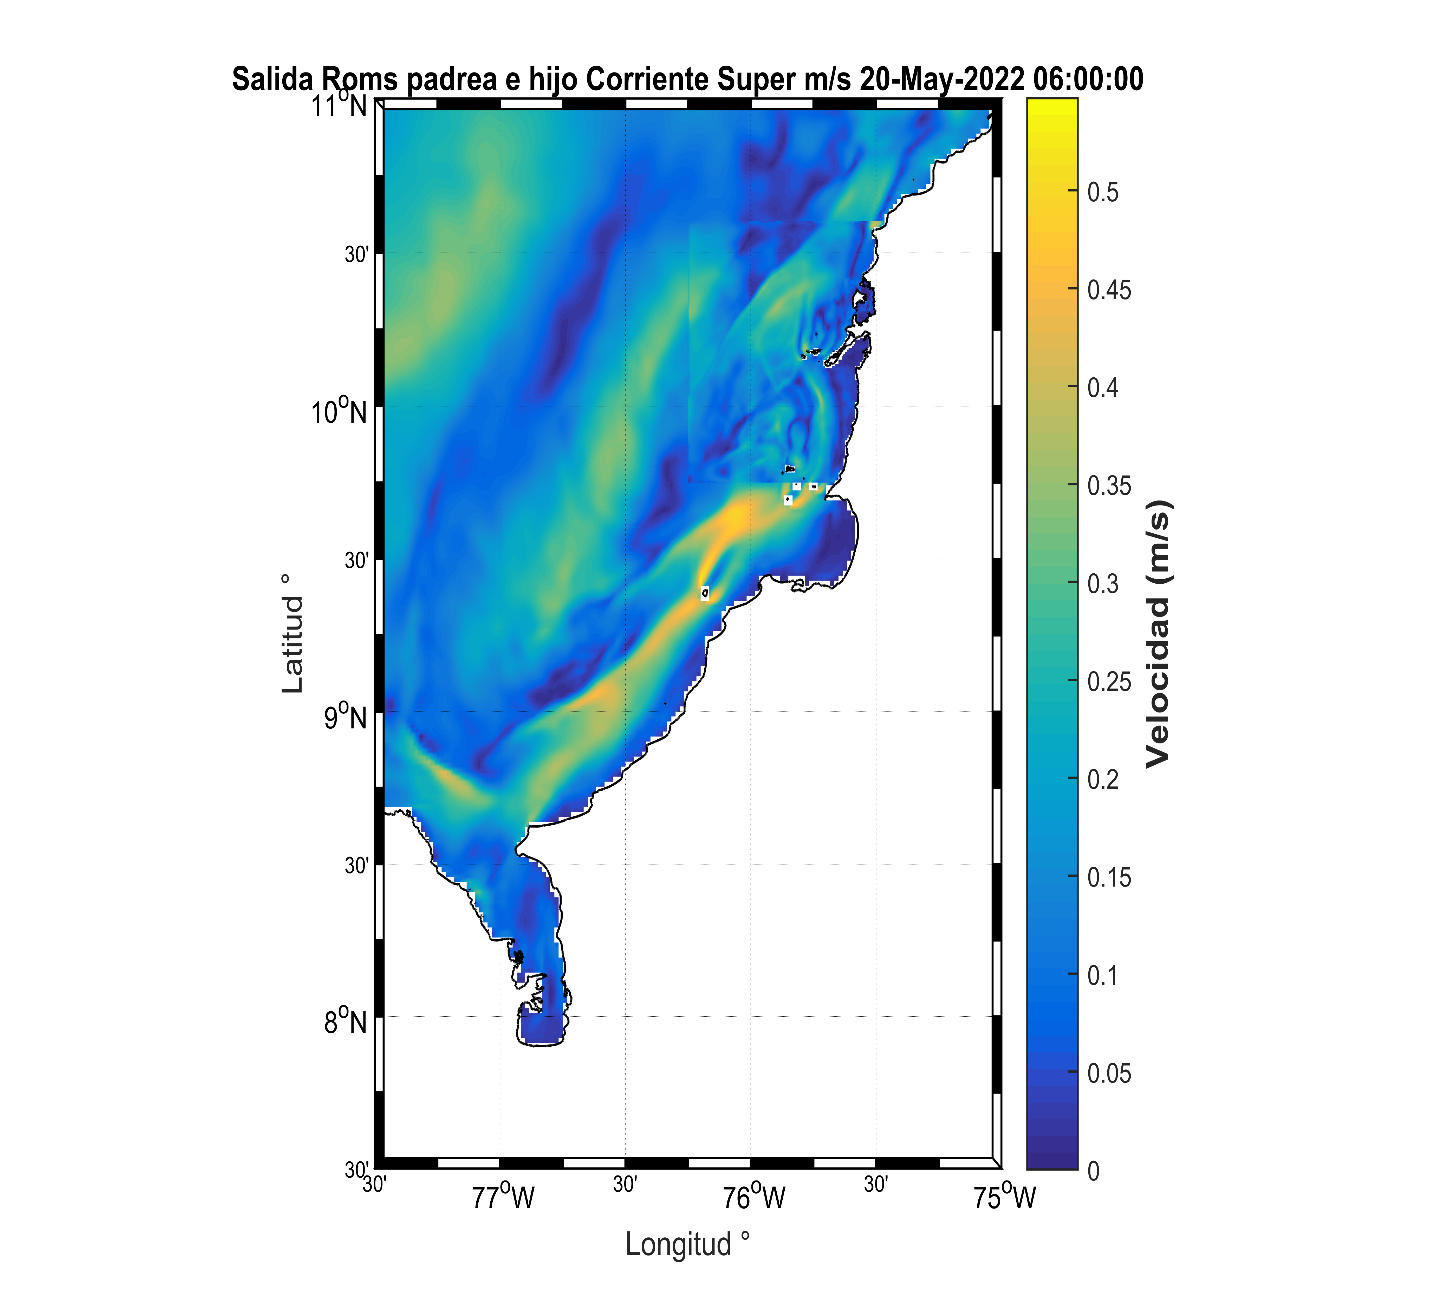 Salida Roms padrea e hijo Corriente Super m/s 20-May-2022 06:00:00
11°N
30'
10°N
30'
9°N
30'
8°N
30'
30'
77°W
30'
76°W
30'
75°W
Latitud °
Longitud °
0.5
0.45
0.4
0.35
0.3
0.25
0.2
0.15
0.1
0.05
0
Velocidad (m/s)